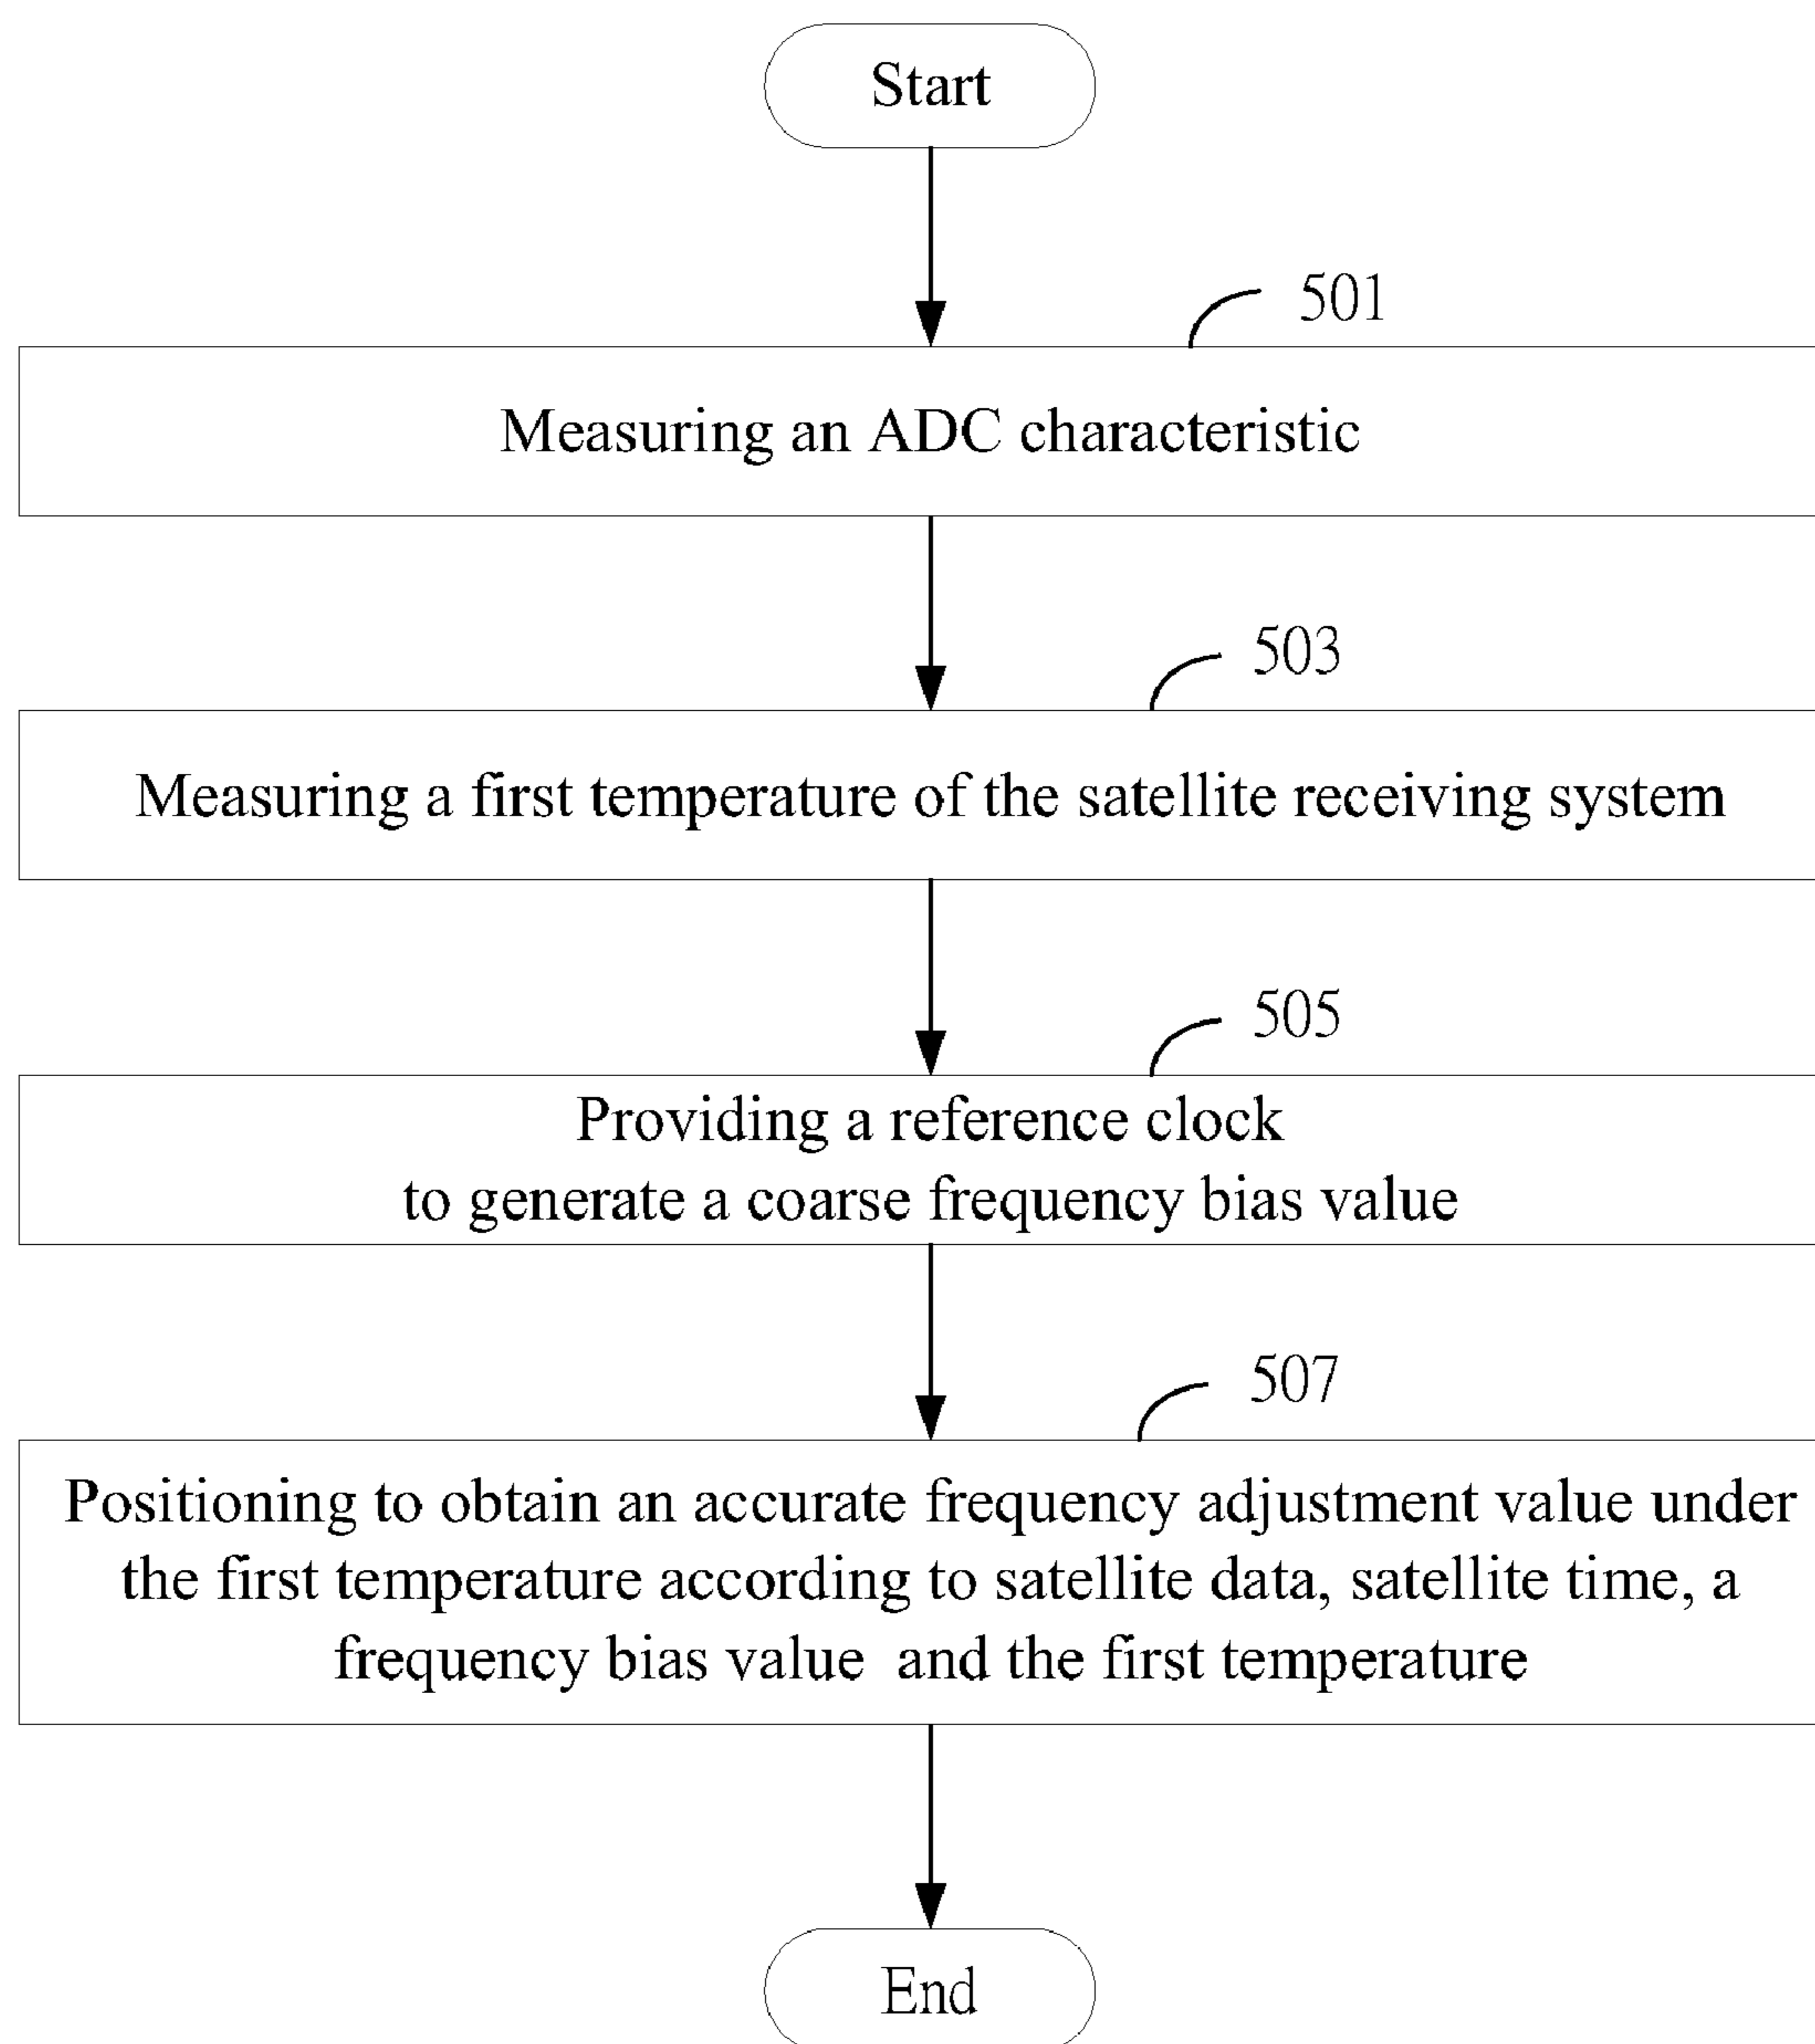 Start
501
Measuring an ADC characteristic
503
Measuring a first temperature of the satellite receiving system
505
Providing a reference clock
to generate a coarse frequency bias value
507
Positioning to obtain an accurate frequency adjustment value under
the first temperature according to satellite data, satellite time, a
frequency bias value and the first temperature
End